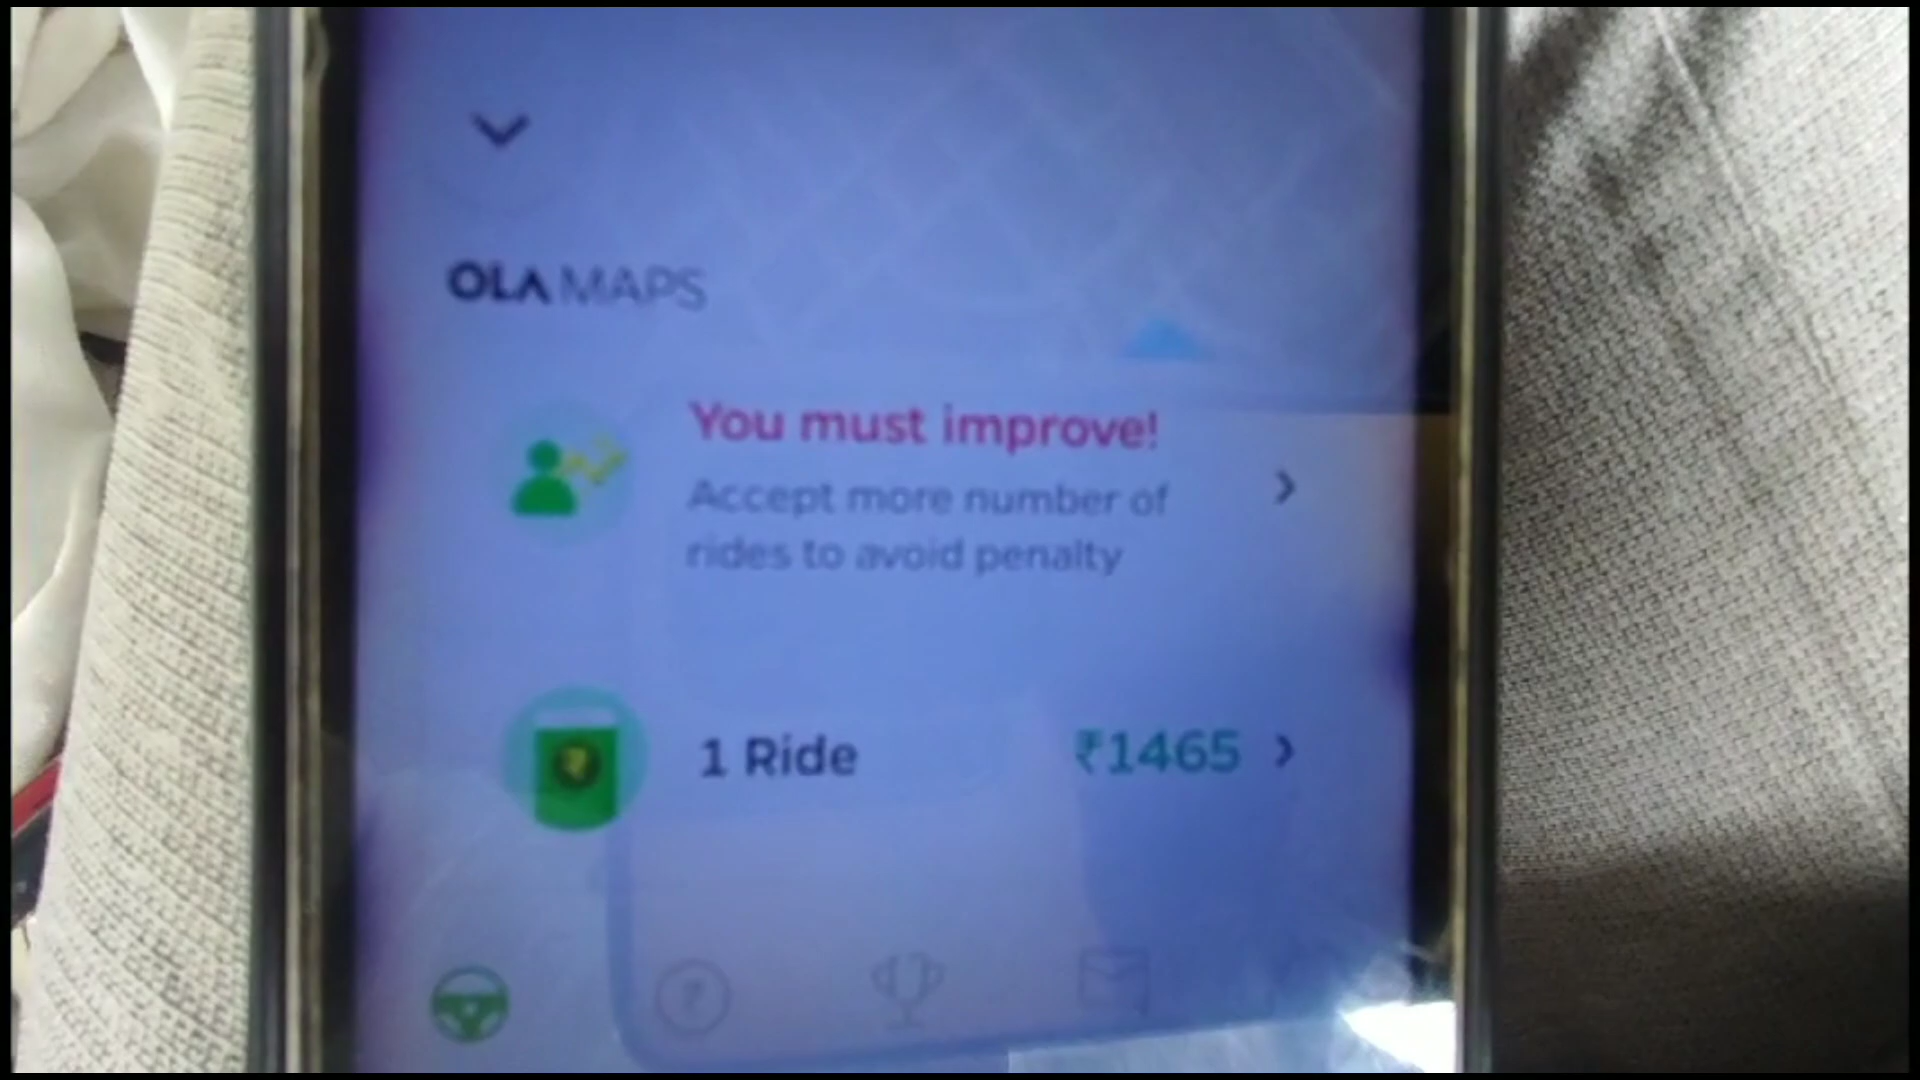 OLA MAPS
You must improve!
Accept more number of
rides to avoid penalty
1 Ride ₹1465